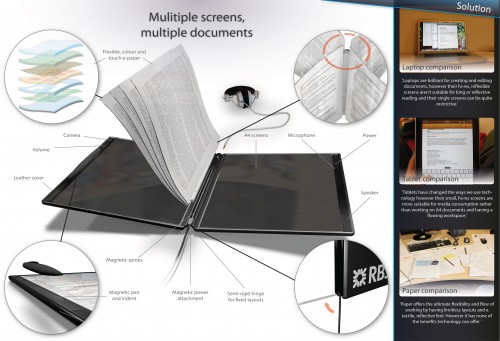 Solution
Mulitiple screens,
multiple documents
Flexible, colour and
touch e-paper
Camera
A4 screens
Microphone
Power
Volume
Leather cover
Speaker
Magnetic spines
Magnetic pen
and indent
Magnetic power
attachment
Semi-rigid hinge
for fixed layouts
RB
Laptop comparison
'Laptops are brilliant for creating and editing
documents, however their hi-res, inflexible
screens aren't suitable for long or reflective
reading and their single screens can be quite
restrictive.'
Tablet comparison
'Tablets have changed the ways we use tech-
nology however their small, hi-res screens are
more suitable for media consumption rather
than working on A4 documents and having a
flowing workspace.'
Paper comparison
'Paper offers the ultimate flexibility and flow of
working by having limitless layouts and a
tactile, reflective feel. However it has none of
the benefits technology can offer.'